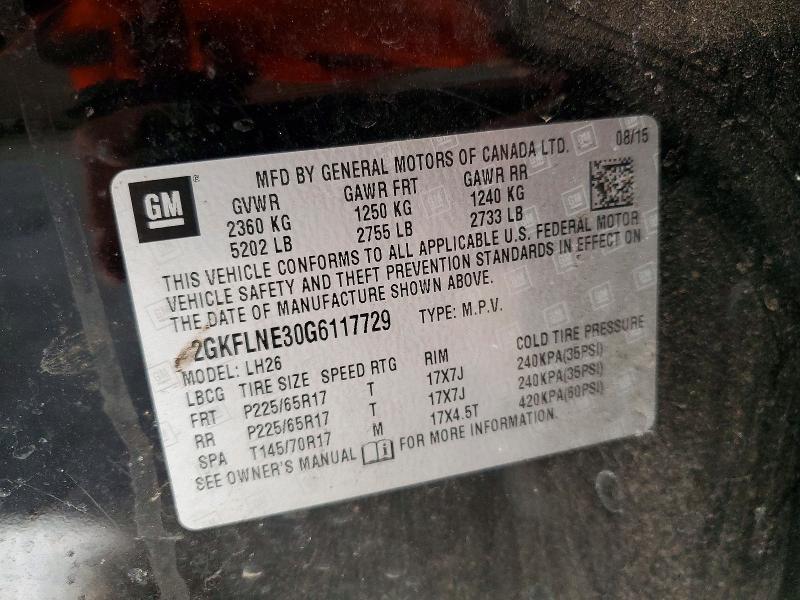 GM
MFD BY GENERAL MOTORS OF CANADA LTD. 08/15
GVWR GAWR FRT GAWR RR
2360 KG 1250 KG 1240 KG
5202 LB 2755 LB 2733 LB
THIS VEHICLE CONFORMS TO ALL APPLICABLE U.S. FEDERAL MOTOR
VEHICLE SAFETY AND THEFT PREVENTION STANDARDS IN EFFECT ON
THE DATE OF MANUFACTURE SHOWN ABOVE.
2GKFLNE30G6117729 TYPE: M.P.V.
MODEL: LH26
LBCG TIRE SIZE SPEED RTG RIM COLD TIRE PRESSURE
FRT P225/65R17 T 17X7J 240KPA(35PSI)
RR P225/65R17 T 17X7J 240KPA(35PSI)
SPA T145/70R17 M 17X4.5T 420KPA(60PSI)
SEE OWNER'S MANUAL FOR MORE INFORMATION.